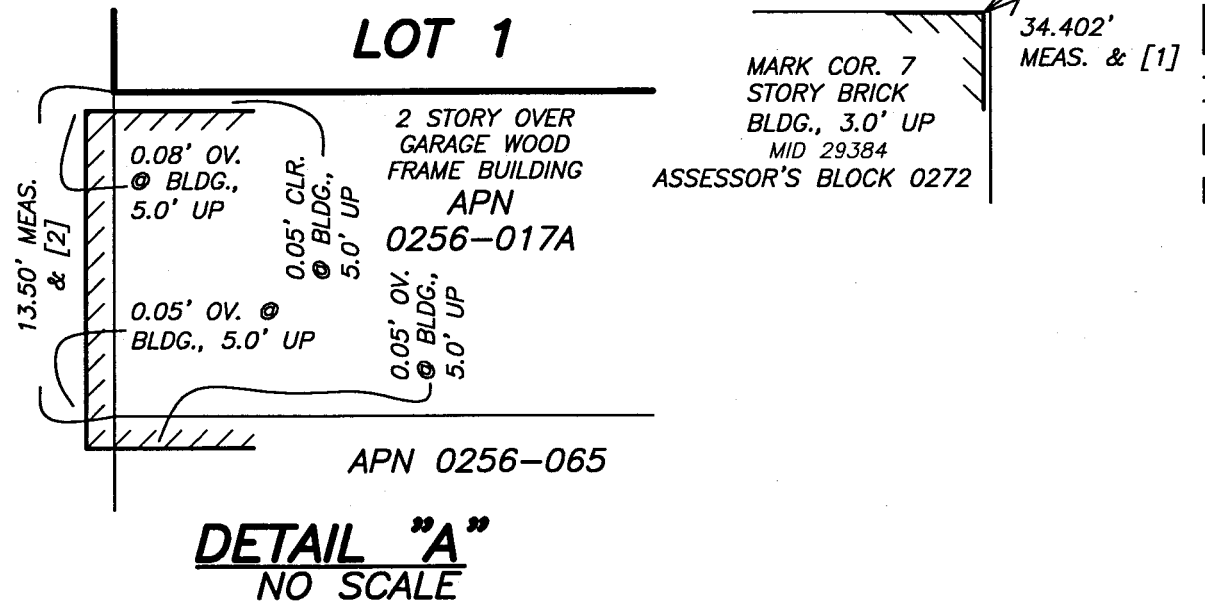 LOT 1
2 STORY OVER
GARAGE WOOD
FRAME BUILDING
APN
0256-017A
0.08' OV.
@ BLDG.,
5.0' UP
0.05' CLR.
@ BLDG.,
5.0' UP
13.50' MEAS.
& [2]
0.05' OV. @
BLDG., 5.0' UP
0.05' OV.
@ BLDG.,
5.0' UP
APN 0256-065
DETAIL "A"
NO SCALE
34.402'
MEAS. & [1]
MARK COR. 7
STORY BRICK
BLDG., 3.0' UP
MID 29384
ASSESSOR'S BLOCK 0272